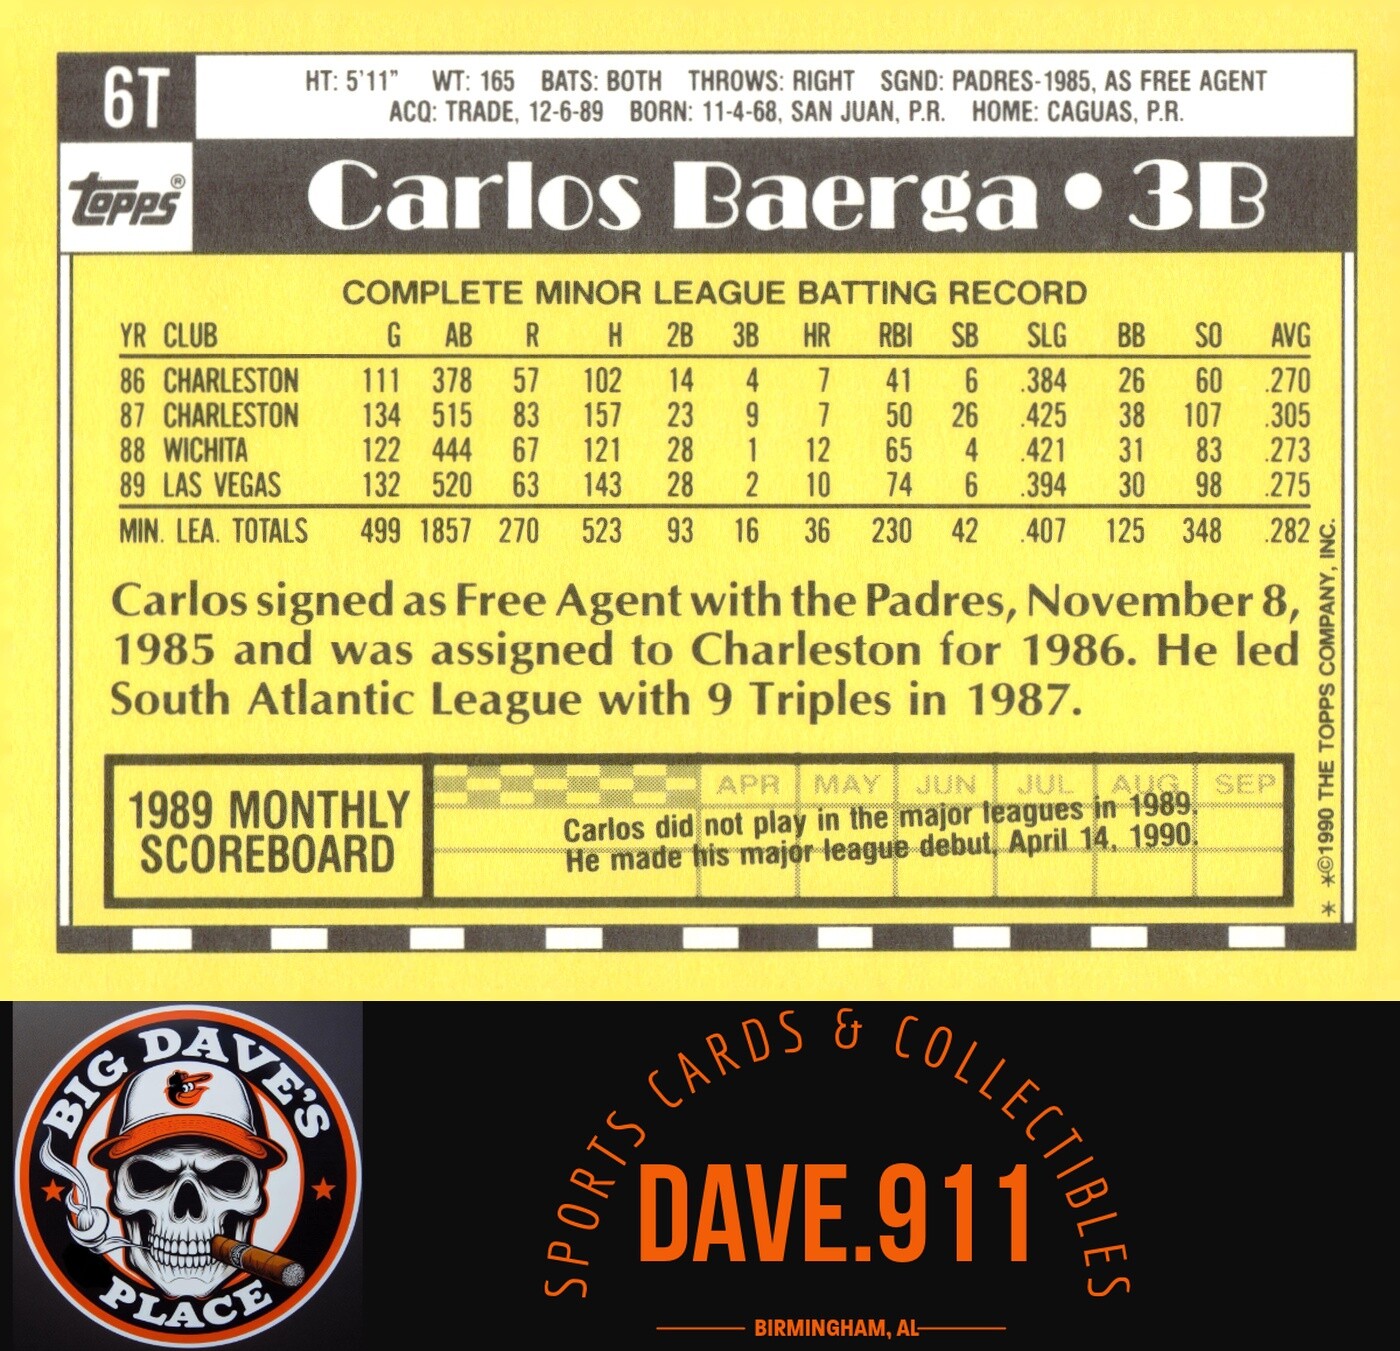 6T
HT: 5'11" WT: 165 BATS: BOTH THROWS: RIGHT SGND: PADRES-1985, AS FREE AGENT
ACQ: TRADE, 12-6-89 BORN: 11-4-68, SAN JUAN, P.R. HOME: CAGUAS, P.R.
topps®
Carlos Baerga • 3B
COMPLETE MINOR LEAGUE BATTING RECORD
YR CLUB G AB R H 2B 3B HR RBI SB SLG BB SO AVG
86 CHARLESTON 111 378 57 102 14 4 7 41 6 .384 26 60 .270
87 CHARLESTON 134 515 83 157 23 9 7 50 26 .425 38 107 .305
88 WICHITA 122 444 67 121 28 1 12 65 4 .421 31 83 .273
89 LAS VEGAS 132 520 63 143 28 2 10 74 6 .394 30 98 .275
MIN. LEA. TOTALS 499 1857 270 523 93 16 36 230 42 .407 125 348 .282
Carlos signed as Free Agent with the Padres, November 8,
1985 and was assigned to Charleston for 1986. He led
South Atlantic League with 9 Triples in 1987.
1989 MONTHLY
SCOREBOARD
APR MAY JUN JUL AUG SEP
Carlos did not play in the major leagues in 1989.
He made his major league debut, April 14, 1990.
* *©1990 THE TOPPS COMPANY, INC.
BIG DAVE'S
PLACE
SPORTS CARDS & COLLECTIBLES
DAVE.911
BIRMINGHAM, AL